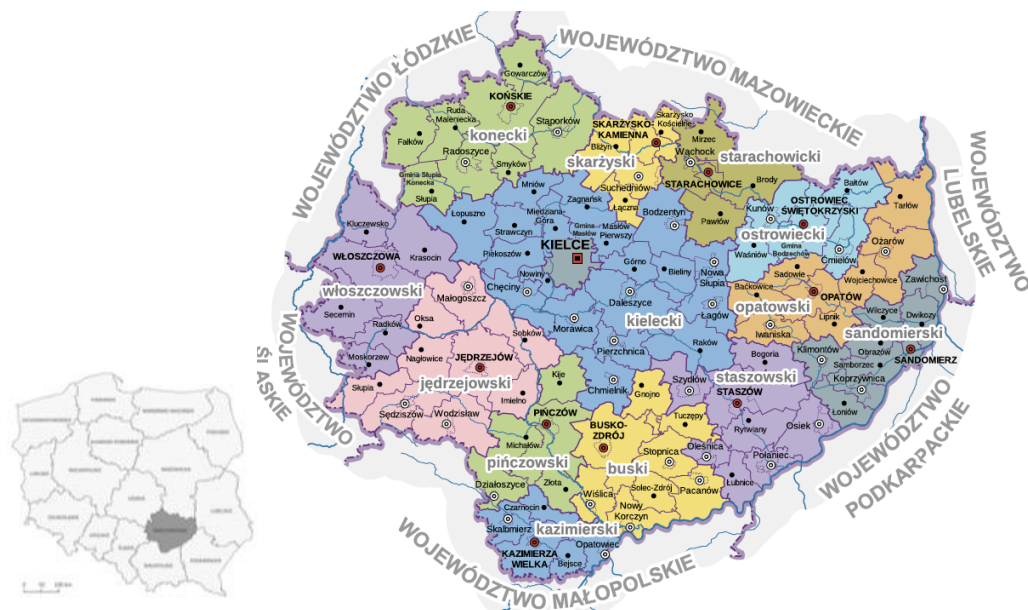 WOJEWÓDZTWO ŁÓDZKIE
WOJEWÓDZTWO MAZOWIECKIE
WOJEWÓDZTWO
LUBELSKIE
WOJEWÓDZTWO
PODKARPACKIE
WOJEWÓDZTWO MAŁOPOLSKIE
WOJEWÓDZTWO
Gowarczów
KOŃSKIE
Ruda
Maleniecka
konecki
Stąporków
Fałków
Radoszyce
Smyków
Gmina Słupia
Konecka
Słupia
SKARŻYSKO-
KAMIENNA
Skarżysko
Kościelne
Bliżyn
skarżyski
Suchedniów
Łączna
Mirzec
Wąchock
starachowicki
STARACHOWICE
Brody
Pawłów
Bałtów
Kunów
OSTROWIEC
ŚWIĘTOKRZYSKI
ostrowiecki
Waśniów
Gmina
Bodzechów
Ćmielów
Tarłów
Ożarów
Sadowie
Wojciechowice
Baćkowice
OPATÓW
opatowski
Lipnik
Iwaniska
Zawichost
Wilczyce
Dwikozy
sandomierski
Klimontów
Obrazów
SANDOMIERZ
Samborzec
Koprzywnica
Łoniów
Mniów
Zagnańsk
Bodzentyn
Łopuszno
Miedziana-
Góra
Gmina
Masłów
Masłów
Pierwszy
Strawczyn
KIELCE
Piekoszów
Górno
Bieliny
Nowa
Słupia
Nowiny
Chęciny
Daleszyce
Łagów
Morawica
kielecki
Pierzchnica
Raków
Chmielnik
Kluczewsko
Krasocin
WŁOSZCZOWA
włoszczowski
Secemin
Radków
Moskorzew
Małogoszcz
Oksa
Sobków
Nagłowice
JĘDRZEJÓW
Słupia
jędrzejowski
Imielno
Sędziszów
Wodzisław
Kije
PIŃCZÓW
Michałów
pińczowski
Działoszyce
Złota
Gnojno
BUSKO-
ZDRÓJ
Tuczępy
Stopnica
buski
Solec-Zdrój
Pacanów
Wiślica
Nowy
Korczyn
Bogoria
Szydłów
staszowski
STASZÓW
Rytwiany
Osiek
Oleśnica
Połaniec
Łubnice
Czarnocin
Skalbmierz
kazimierski
KAZIMIERZA
WIELKA
Opatowiec
Bejsce